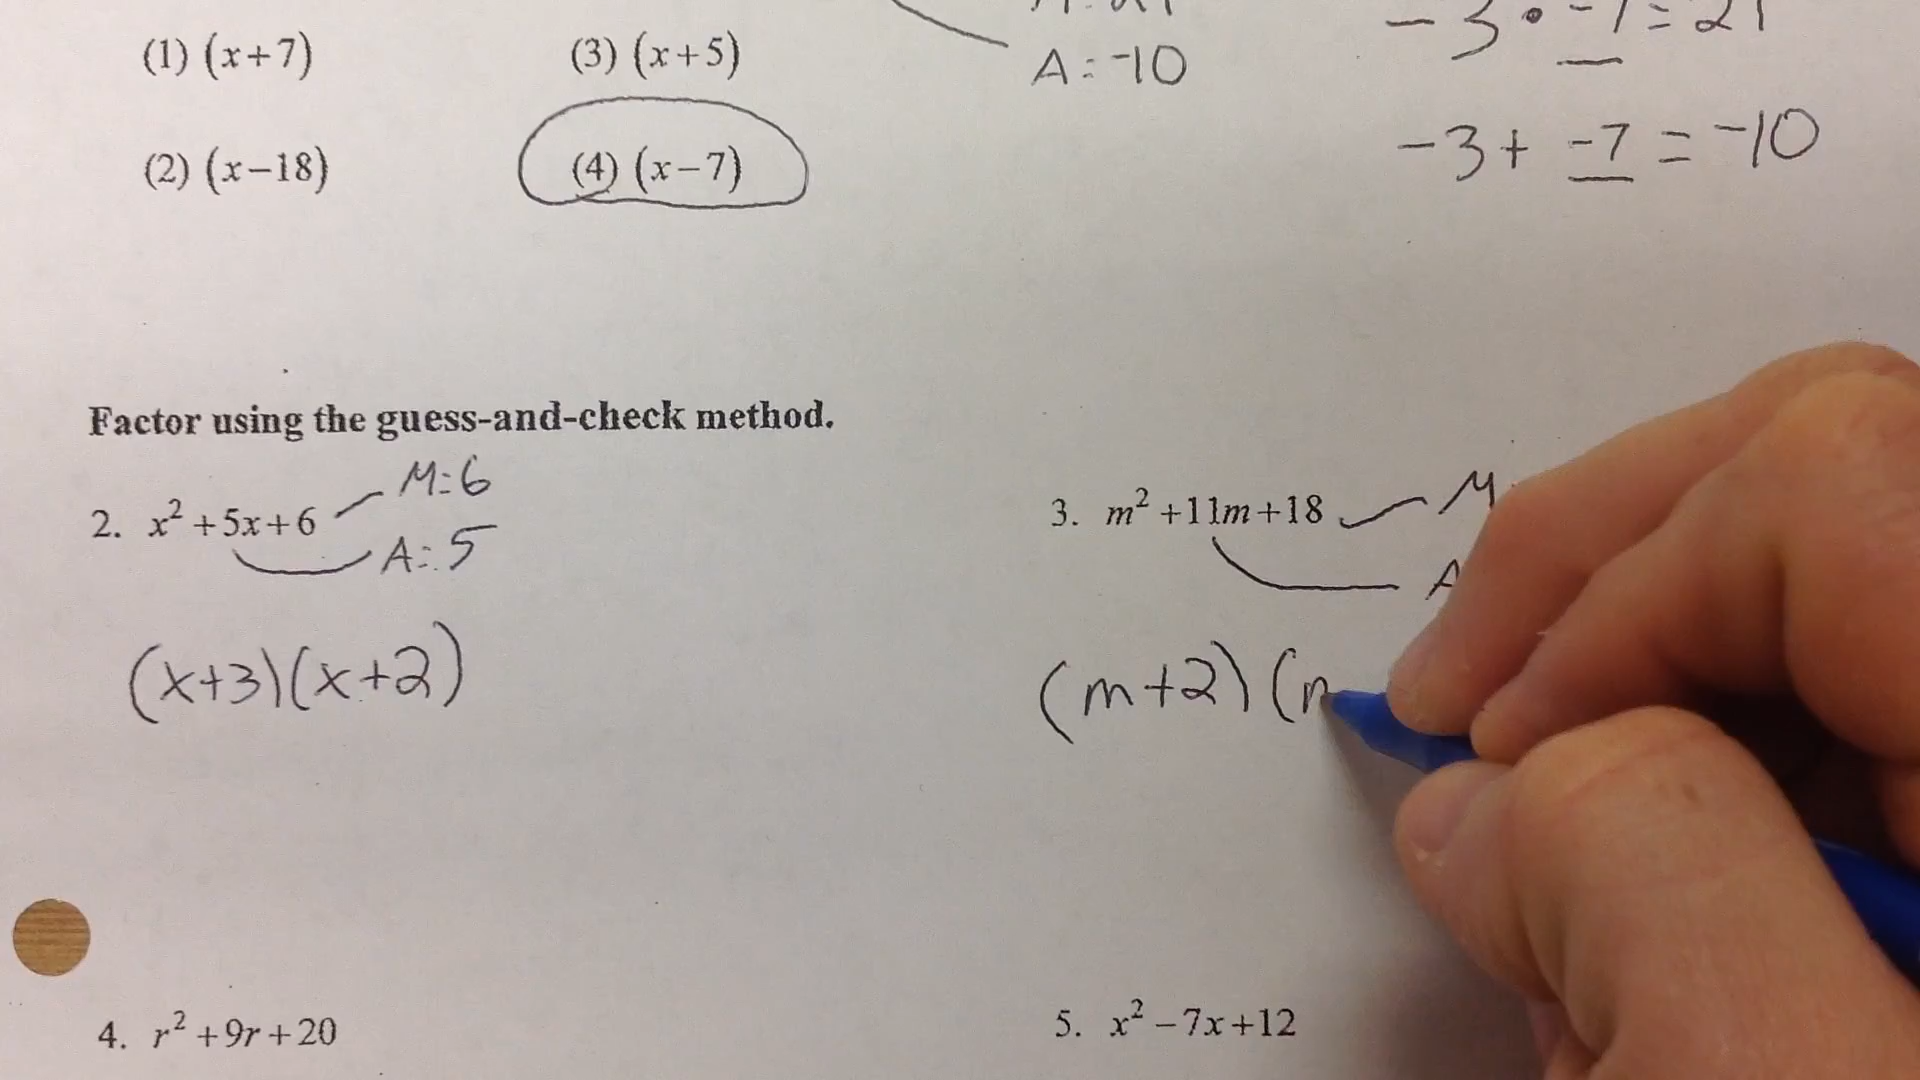 (1) (x+7) (3) (x+5)
A: -10
-3 · -7 = 21
(2) (x-18) (4) (x-7)
-3 + -7 = -10
Factor using the guess-and-check method.
2. x² +5x+6 M: 6
A: 5
3. m² +11m+18 M
A
(x+3)(x+2)
(m+2) (m
4. r² +9r+20
5. x² -7x+12